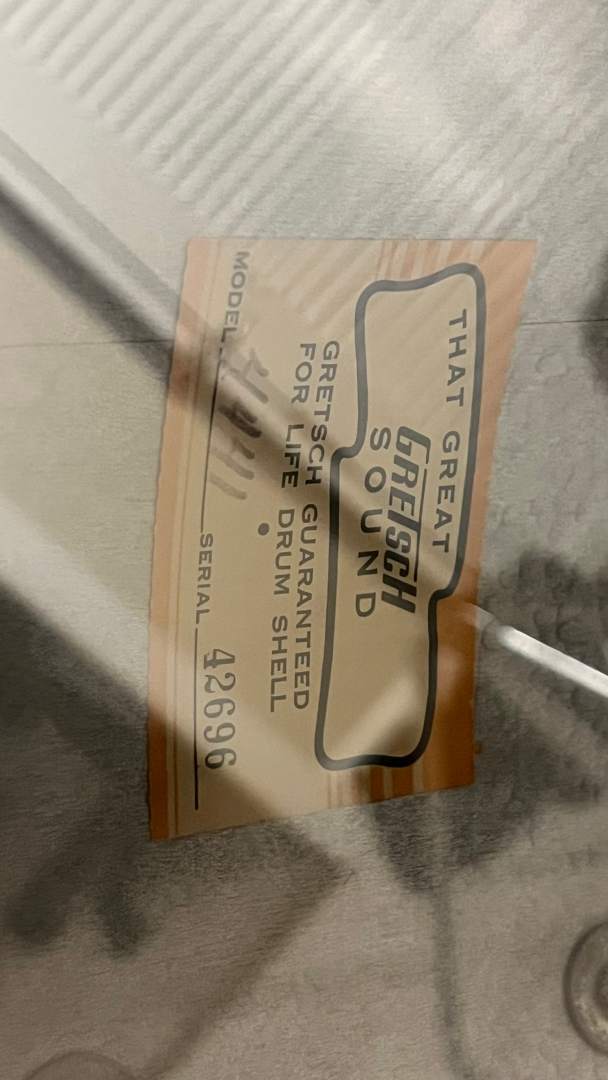 THAT GREAT
GRETSCH
SOUND
GRETSCH GUARANTEED
FOR LIFE DRUM SHELL
MODEL SERIAL 42696